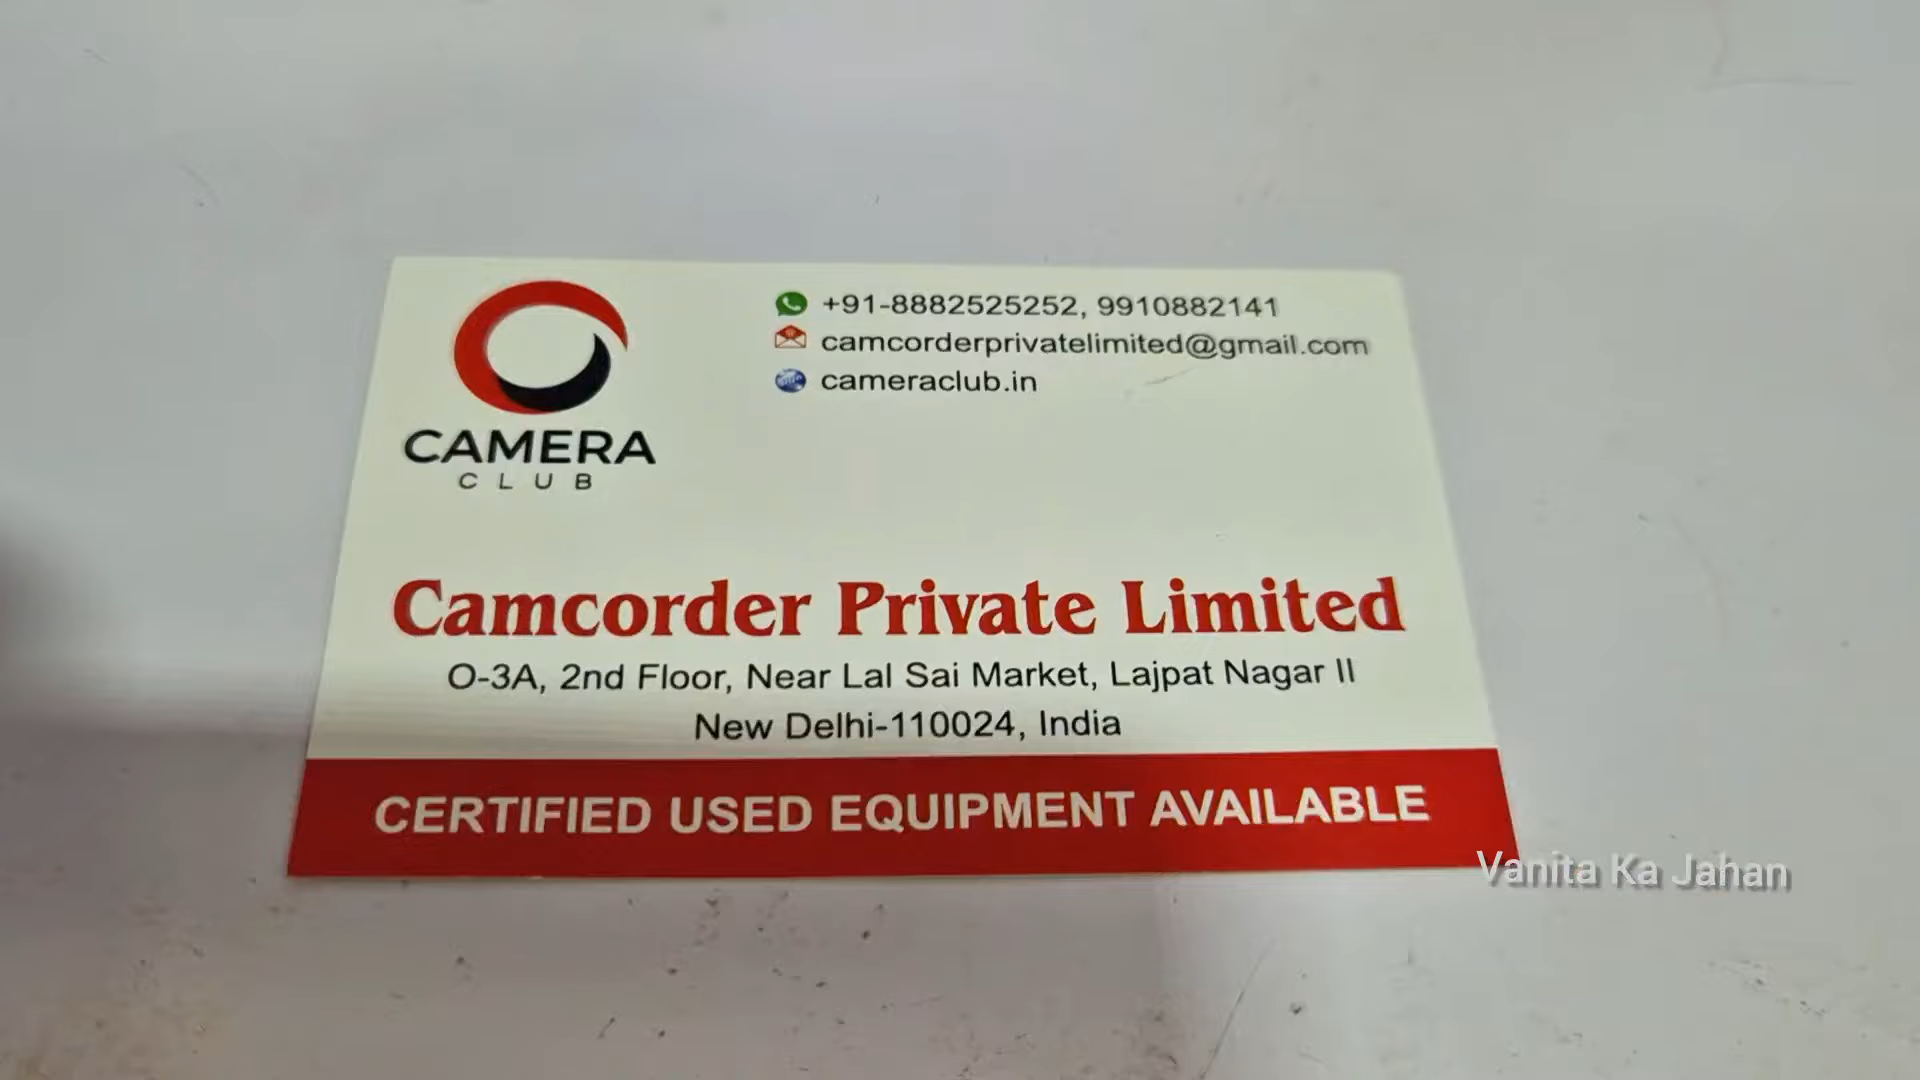 +91-8882525252, 9910882141
camcorderprivatelimited@gmail.com
cameraclub.in
CAMERA
CLUB
Camcorder Private Limited
O-3A, 2nd Floor, Near Lal Sai Market, Lajpat Nagar II
New Delhi-110024, India
CERTIFIED USED EQUIPMENT AVAILABLE
Vanita Ka Jahan